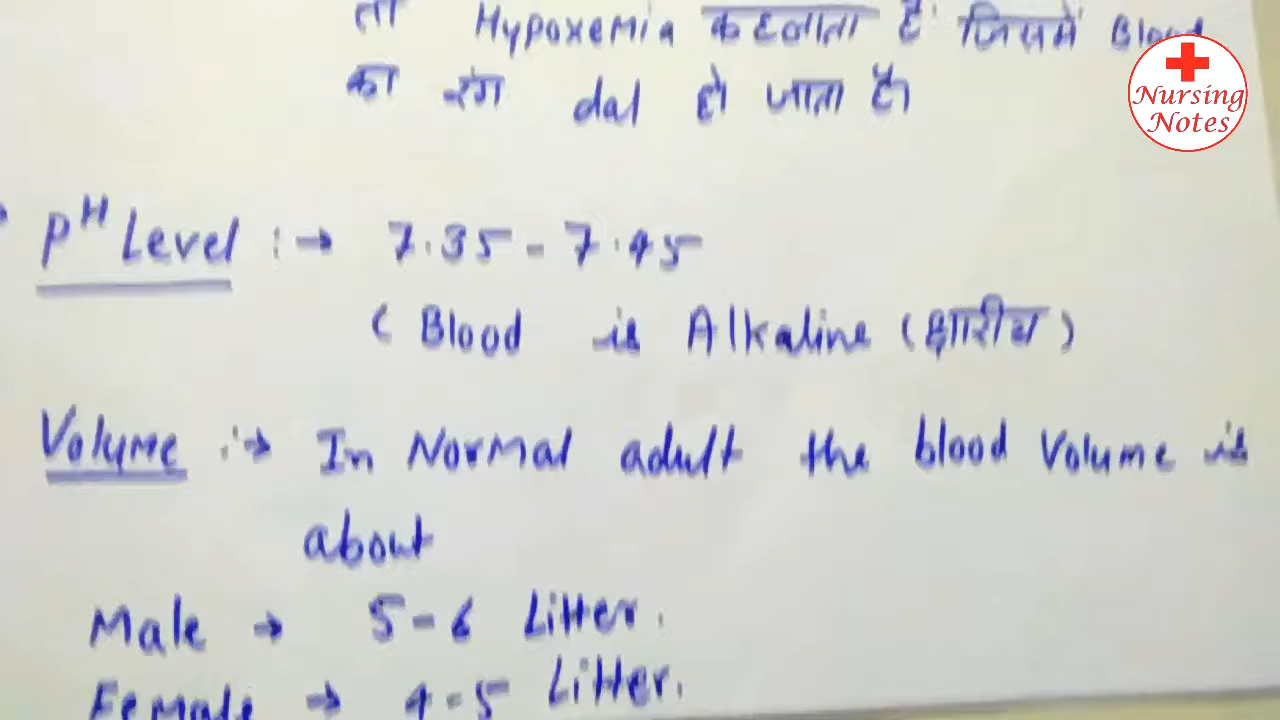 तो Hypoxemia कहलाता है जिसमें Blood
का रंग dal हो जाता है।
Nursing
Notes
PH Level :→ 7.35 - 7.45
( Blood is Alkaline (क्षारीय )
Volume :→ In Normal adult the blood Volume is
about
Male → 5-6 Litter.
Female → 4-5 Litter.